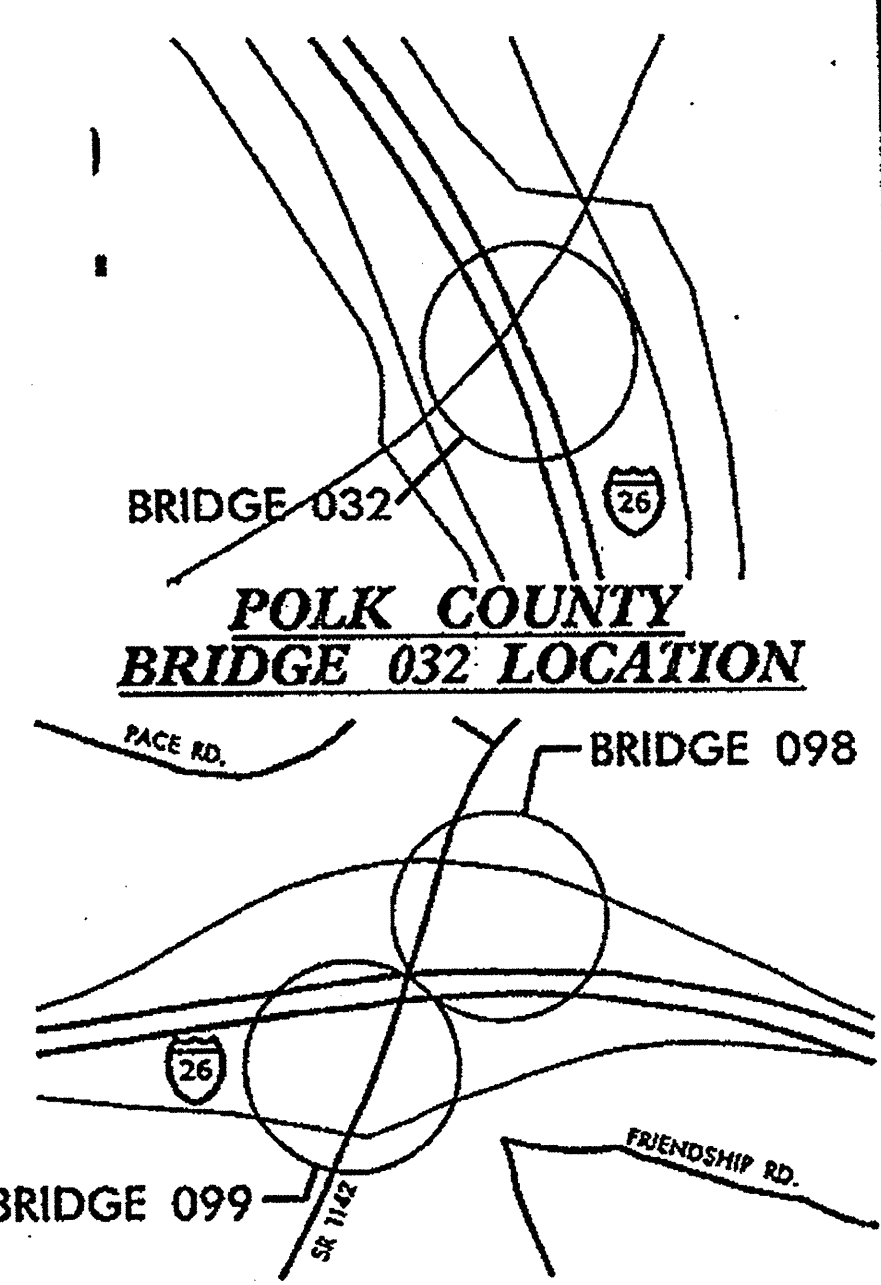 BRIDGE 032
26
POLK COUNTY
BRIDGE 032 LOCATION
PACE RD.
BRIDGE 098
26
FRIENDSHIP RD.
BRIDGE 099
SR 1142